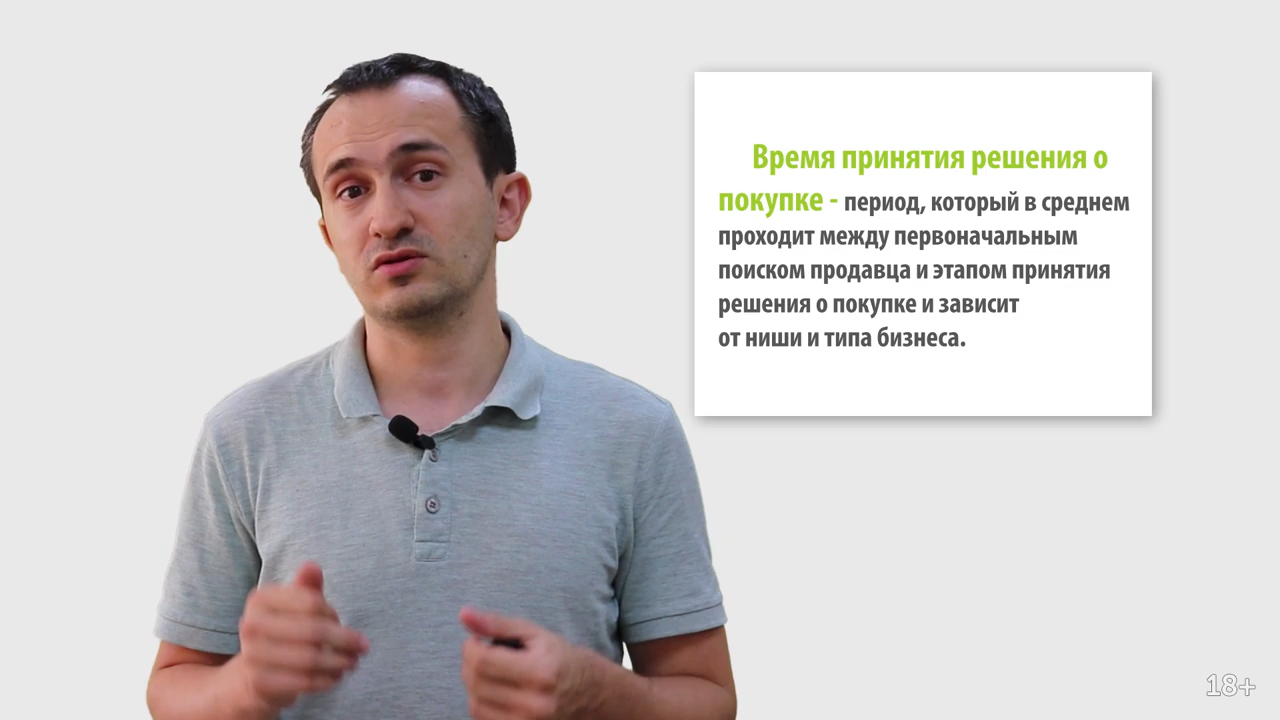 Время принятия решения о
покупке - период, который в среднем
проходит между первоначальным
поиском продавца и этапом принятия
решения о покупке и зависит
от ниши и типа бизнеса.
18+